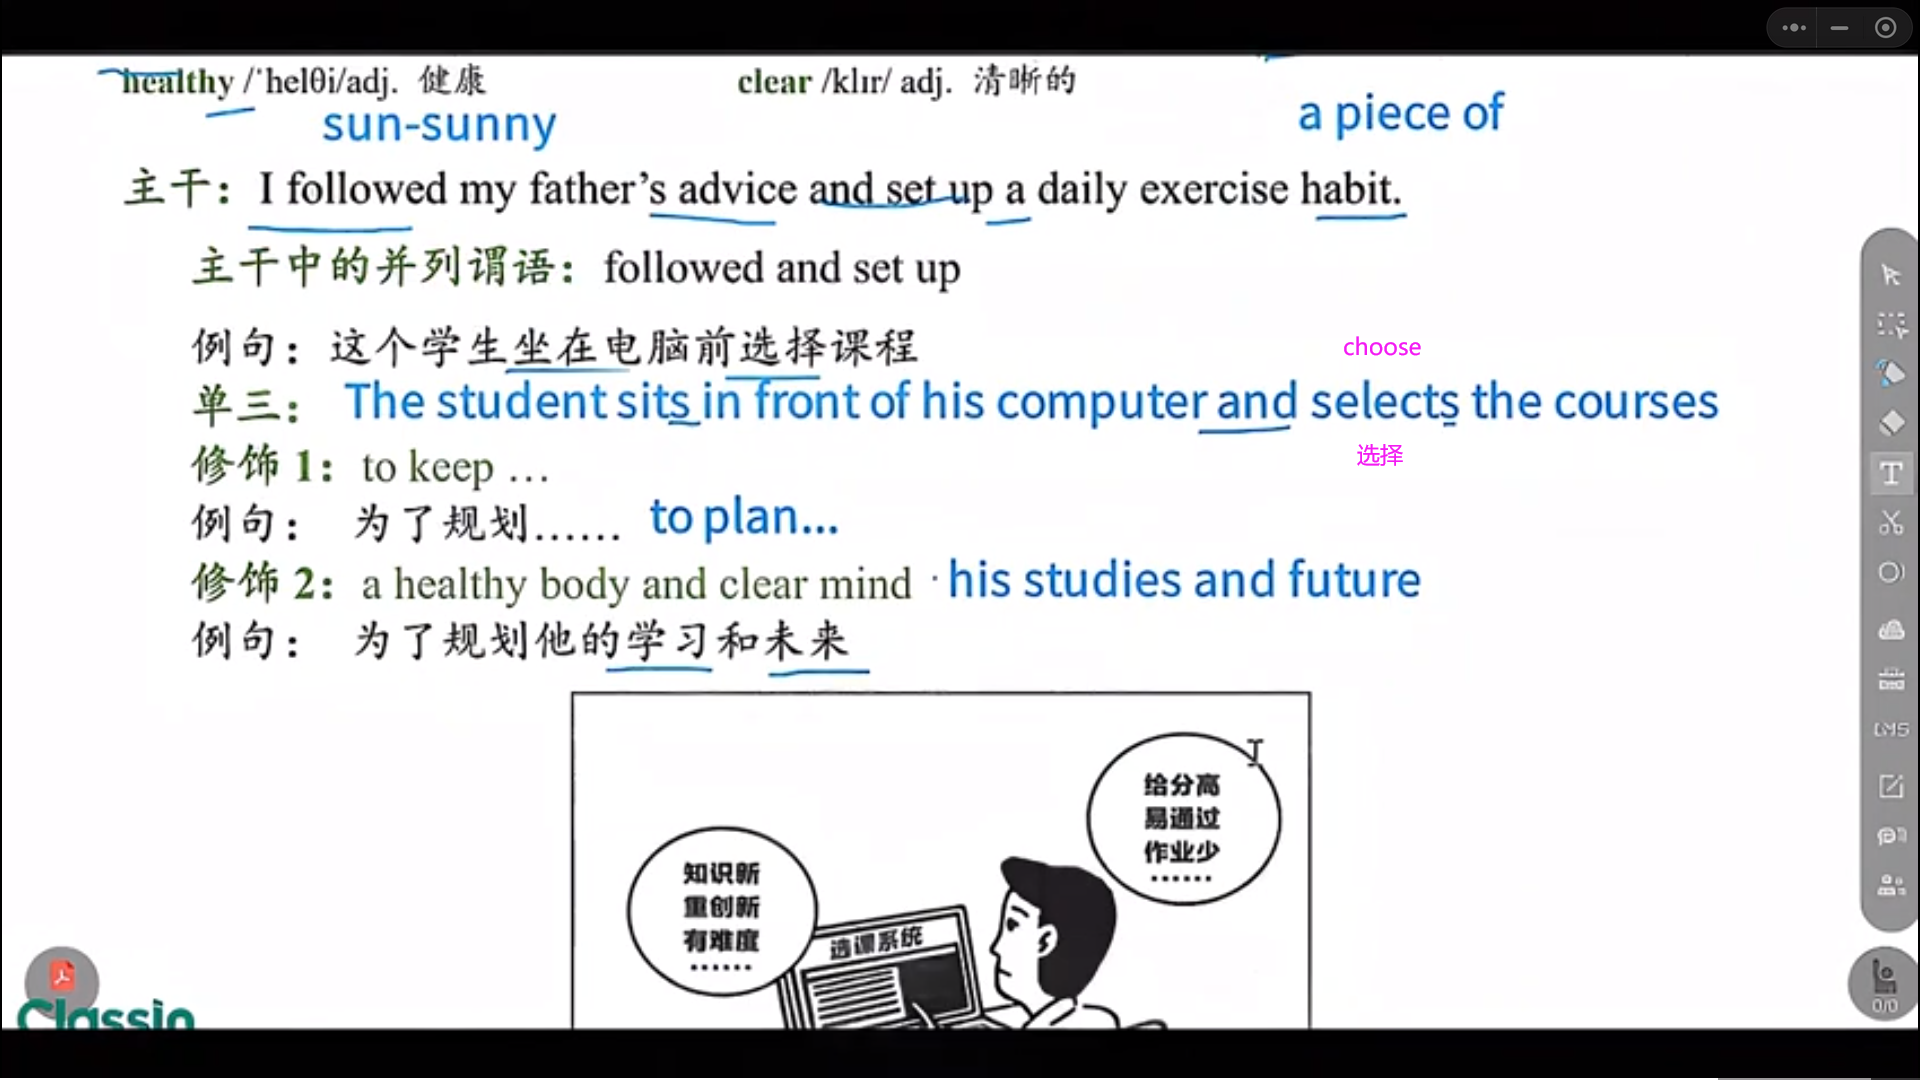 healthy /ˈhelθi/adj. 健康
clear /klɪr/ adj. 清晰的
sun-sunny
a piece of
主干：I followed my father’s advice and set up a daily exercise habit.
主干中的并列谓语：followed and set up
例句：这个学生坐在电脑前选择课程
choose
单三：The student sits in front of his computer and selects the courses
选择
修饰 1：to keep …
例句：为了规划…… to plan...
修饰 2：a healthy body and clear mind his studies and future
例句：为了规划他的学习和未来
给分高
易通过
作业少
……
知识新
重创新
有难度
……
选课系统
ClassIn
LMS
0/0